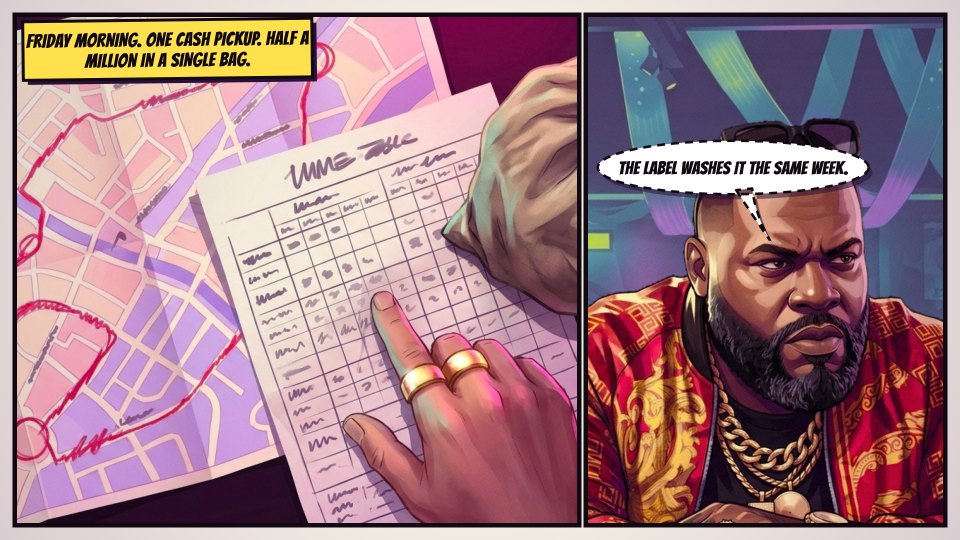 FRIDAY MORNING. ONE CASH PICKUP. HALF A
MILLION IN A SINGLE BAG.
THE LABEL WASHES IT THE SAME WEEK.